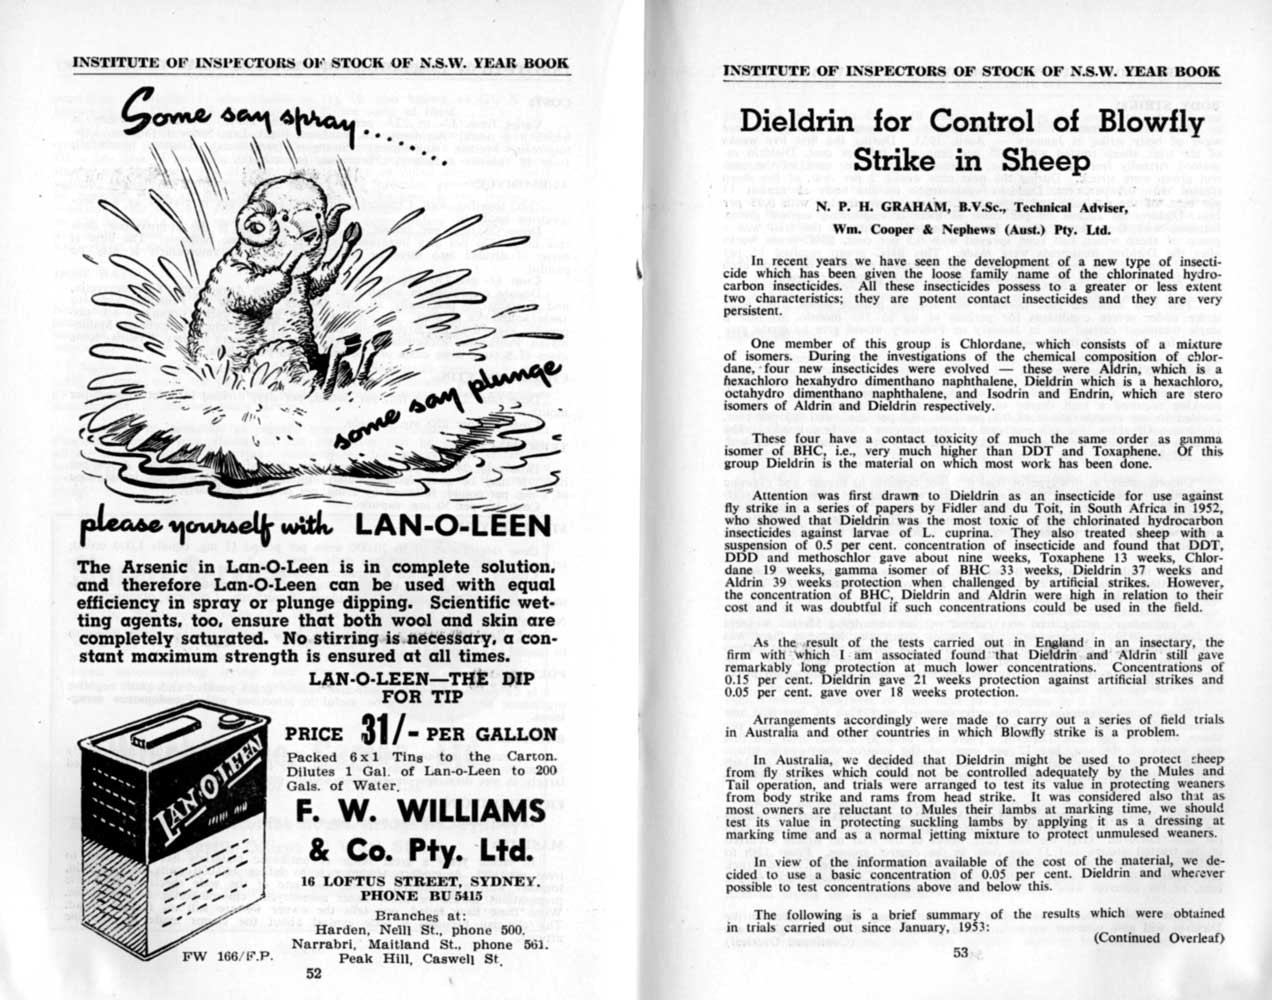 INSTITUTE OF INSPECTORS OF STOCK OF N.S.W. YEAR BOOK
Some say spray........
some say plunge
please yourself with LAN-O-LEEN
The Arsenic in Lan-O-Leen is in complete solution,
and therefore Lan-O-Leen can be used with equal
efficiency in spray or plunge dipping. Scientific wet-
ting agents, too, ensure that both wool and skin are
completely saturated. No stirring is necessary, a con-
stant maximum strength is ensured at all times.
LAN-O-LEEN—THE DIP
FOR TIP
PRICE 31/- PER GALLON
Packed 6x1 Tins to the Carton.
Dilutes 1 Gal. of Lan-o-Leen to 200
Gals. of Water.
LAN-O-LEEN
F. W. WILLIAMS
& Co. Pty. Ltd.
16 LOFTUS STREET, SYDNEY.
PHONE BU 5415
Branches at:
Harden, Neill St., phone 500.
Narrabri, Maitland St., phone 561.
Peak Hill, Caswell St.
FW 166/F.P.
52
INSTITUTE OF INSPECTORS OF STOCK OF N.S.W. YEAR BOOK
Dieldrin for Control of Blowfly
Strike in Sheep
N. P. H. GRAHAM, B.V.Sc., Technical Adviser,
Wm. Cooper & Nephews (Aust.) Pty. Ltd.
In recent years we have seen the development of a new type of insecti-
cide which has been given the loose family name of the chlorinated hydro-
carbon insecticides. All these insecticides possess to a greater or less extent
two characteristics; they are potent contact insecticides and they are very
persistent.
One member of this group is Chlordane, which consists of a mixture
of isomers. During the investigations of the chemical composition of chlor-
dane, four new insecticides were evolved — these were Aldrin, which is a
hexachloro hexahydro dimenthano naphthalene, Dieldrin which is a hexachloro,
octahydro dimenthano naphthalene, and Isodrin and Endrin, which are stero
isomers of Aldrin and Dieldrin respectively.
These four have a contact toxicity of much the same order as gamma
isomer of BHC, i.e., very much higher than DDT and Toxaphene. Of this
group Dieldrin is the material on which most work has been done.
Attention was first drawn to Dieldrin as an insecticide for use against
fly strike in a series of papers by Fidler and du Toit, in South Africa in 1952,
who showed that Dieldrin was the most toxic of the chlorinated hydrocarbon
insecticides against larvae of L. cuprina. They also treated sheep with a
suspension of 0.5 per cent. concentration of insecticide and found that DDT,
DDD and methoschlor gave about nine weeks, Toxaphene 13 weeks, Chlor-
dane 19 weeks, gamma isomer of BHC 33 weeks, Dieldrin 37 weeks and
Aldrin 39 weeks protection when challenged by artificial strikes. However,
the concentration of BHC, Dieldrin and Aldrin were high in relation to their
cost and it was doubtful if such concentrations could be used in the field.
As the result of the tests carried out in England in an insectary, the
firm with which I am associated found that Dieldrin and Aldrin still gave
remarkably long protection at much lower concentrations. Concentrations of
0.15 per cent. Dieldrin gave 21 weeks protection against artificial strikes and
0.05 per cent. gave over 18 weeks protection.
Arrangements accordingly were made to carry out a series of field trials
in Australia and other countries in which Blowfly strike is a problem.
In Australia, we decided that Dieldrin might be used to protect sheep
from fly strikes which could not be controlled adequately by the Mules and
Tail operation, and trials were arranged to test its value in protecting weaners
from body strike and rams from head strike. It was considered also that as
most owners are reluctant to Mules their lambs at marking time, we should
test its value in protecting suckling lambs by applying it as a dressing at
marking time and as a normal jetting mixture to protect unmulesed weaners.
In view of the information available of the cost of the material, we de-
cided to use a basic concentration of 0.05 per cent. Dieldrin and wherever
possible to test concentrations above and below this.
The following is a brief summary of the results which were obtained
in trials carried out since January, 1953:
(Continued Overleaf)
53